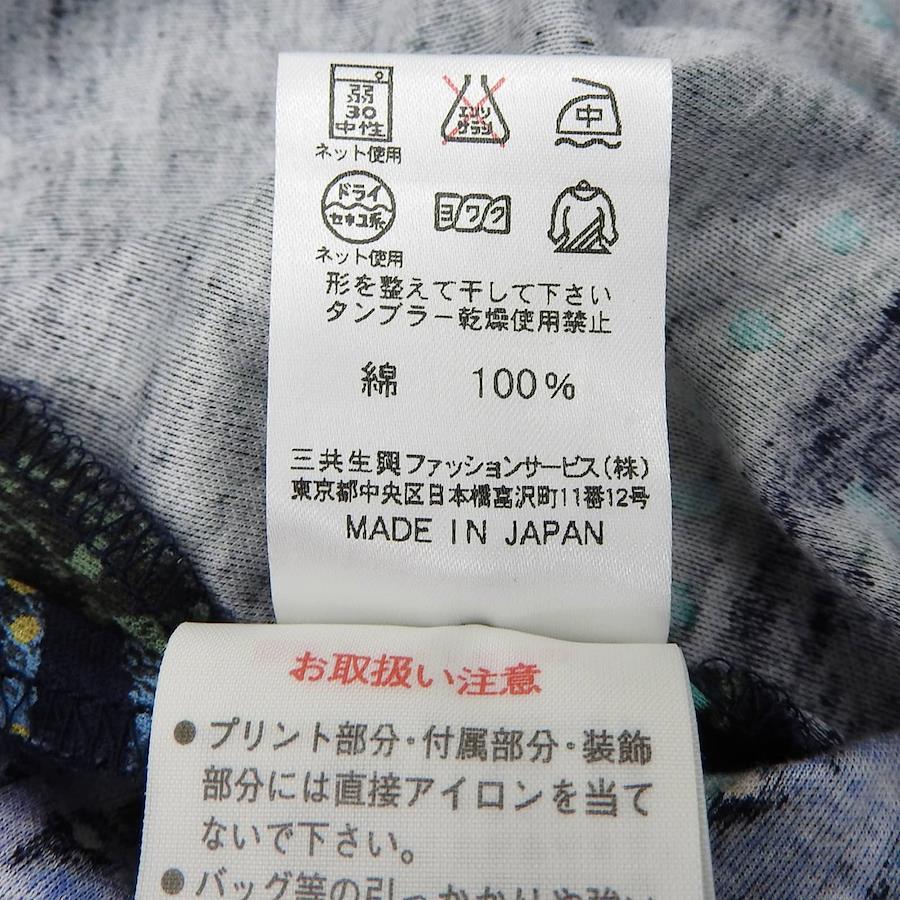 弱
30
中性
ネット使用
エンソ
サラシ
中
ドライ
セキユ系
ネット使用
ヨワク
形を整えて干して下さい
タンブラー乾燥使用禁止
綿 100%
三共生興ファッションサービス(株)
東京都中央区日本橋富沢町11番12号
MADE IN JAPAN
お取扱い注意
●プリント部分・付属部分・装飾
部分には直接アイロンを当て
ないで下さい。
●バッグ等の引っかかりや強い